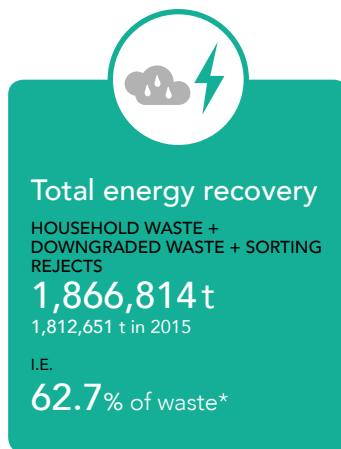 Total energy recovery
HOUSEHOLD WASTE +
DOWNGRADED WASTE + SORTING
REJECTS
1,866,814 t
1,812,651 t in 2015
I.E.
62.7% of waste*